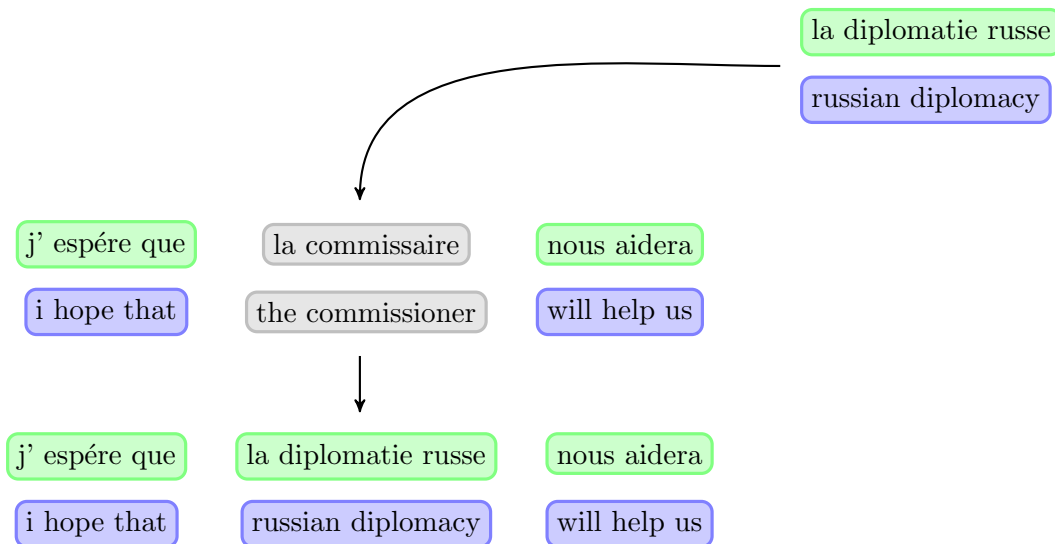 la diplomatie russe
russian diplomacy
j' espére que la commissaire nous aidera
i hope that the commissioner will help us
j' espére que la diplomatie russe nous aidera
i hope that russian diplomacy will help us